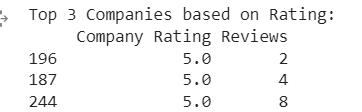 Top 3 Companies based on Rating:
Company Rating Reviews
196 5.0 2
187 5.0 4
244 5.0 8